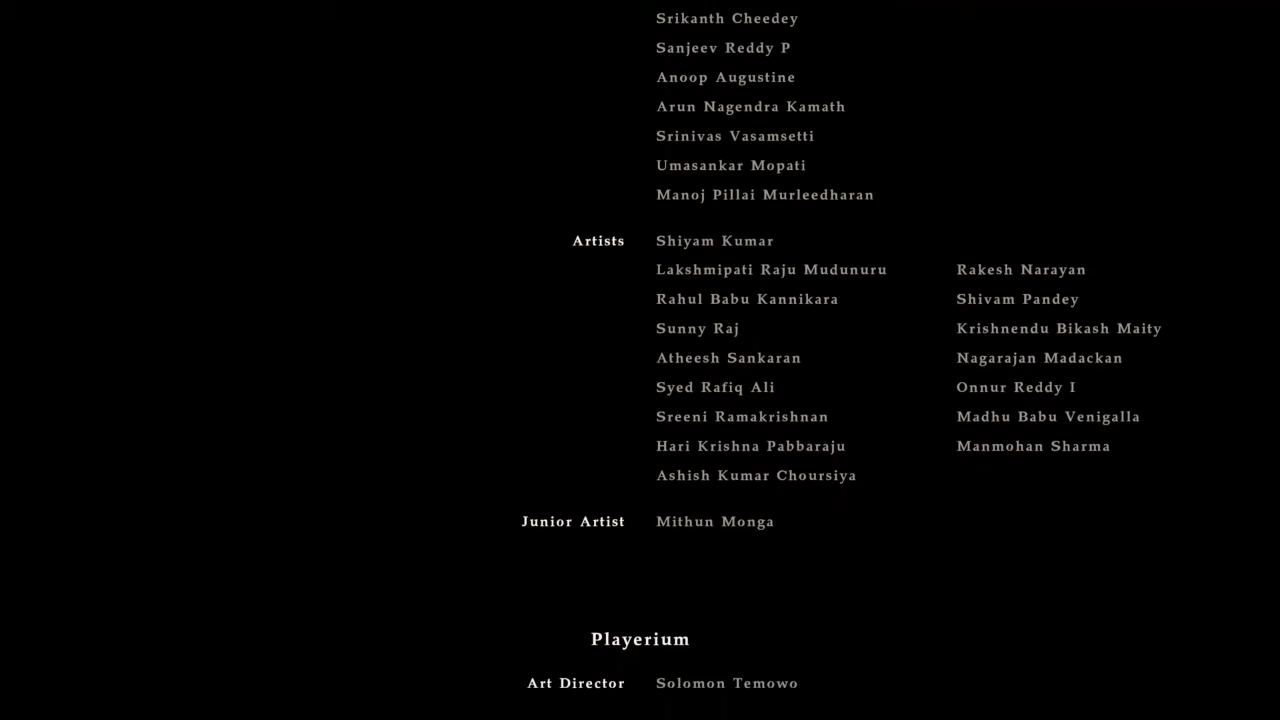 Srikanth Cheedey
Sanjeev Reddy P
Anoop Augustine
Arun Nagendra Kamath
Srinivas Vasamsetti
Umasankar Mopati
Manoj Pillai Murleedharan
Artists Shiyam Kumar
Lakshmipati Raju Mudunuru Rakesh Narayan
Rahul Babu Kannikara Shivam Pandey
Sunny Raj Krishnendu Bikash Maity
Atheesh Sankaran Nagarajan Madackan
Syed Rafiq Ali Onnur Reddy I
Sreeni Ramakrishnan Madhu Babu Venigalla
Hari Krishna Pabbaraju Manmohan Sharma
Ashish Kumar Choursiya
Junior Artist Mithun Monga
Playerium
Art Director Solomon Temowo